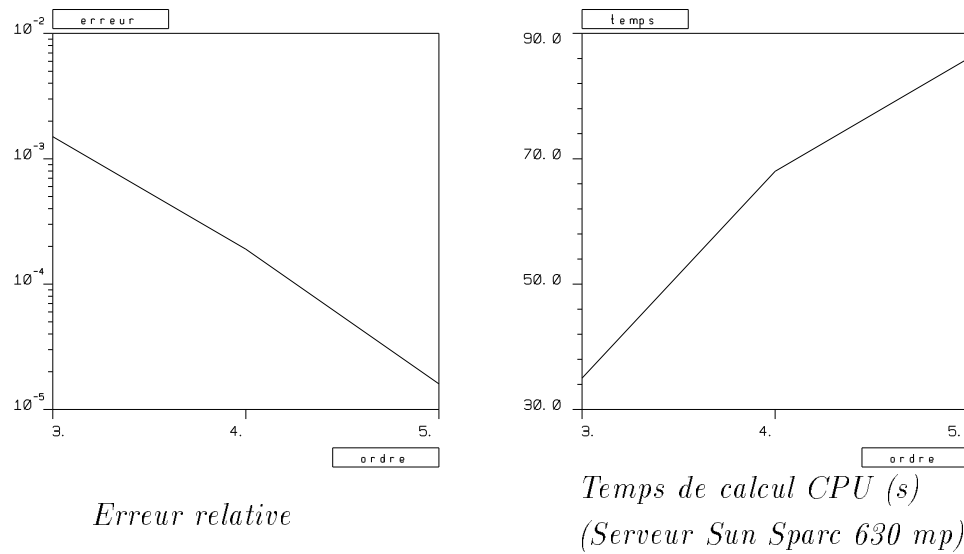 erreur
10-2
10-3
10-4
10-5
3. 4. 5.
ordre
Erreur relative
temps
90.0
70.0
50.0
30.0
3. 4. 5.
ordre
Temps de calcul CPU (s)
(Serveur Sun Sparc 630 mp)